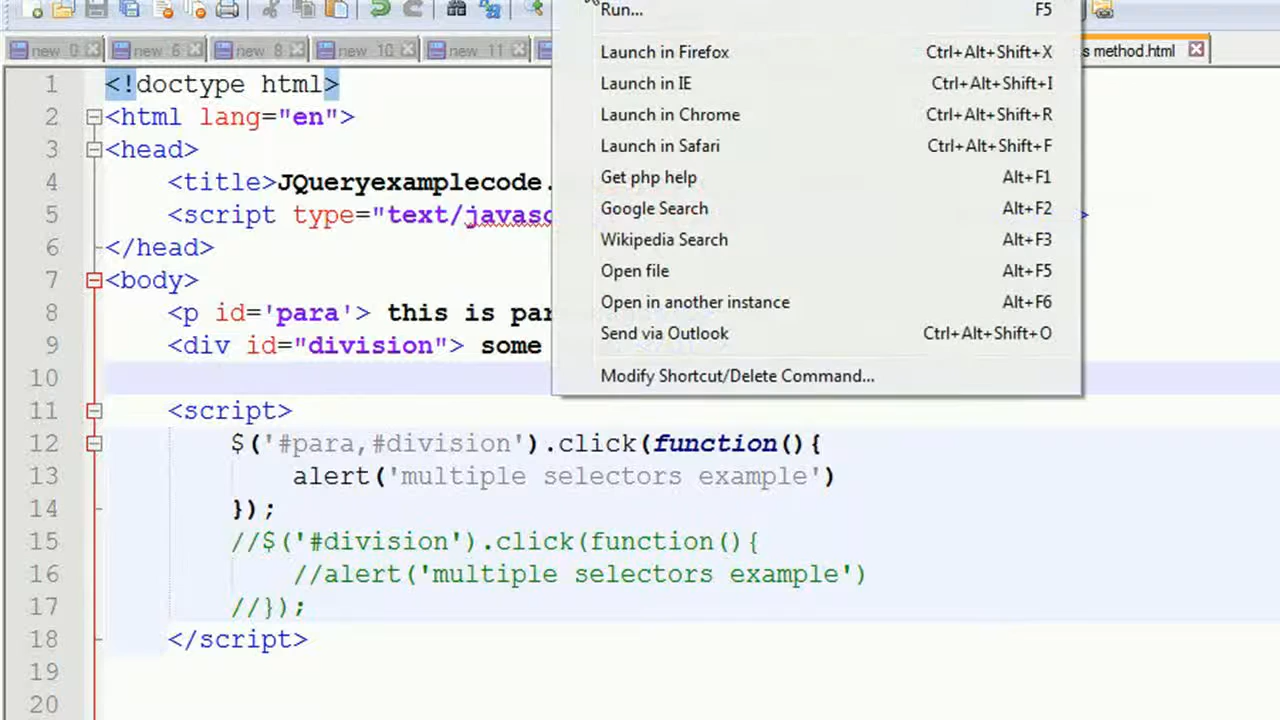 Run... F5
new 0 new 6 new 8 new 10 new 11 s method.html
Launch in Firefox Ctrl+Alt+Shift+X
Launch in IE Ctrl+Alt+Shift+I
Launch in Chrome Ctrl+Alt+Shift+R
Launch in Safari Ctrl+Alt+Shift+F
Get php help Alt+F1
Google Search Alt+F2
Wikipedia Search Alt+F3
Open file Alt+F5
Open in another instance Alt+F6
Send via Outlook Ctrl+Alt+Shift+O
Modify Shortcut/Delete Command...
1 <!doctype html>
2 <html lang="en">
3 <head>
4 <title>JQueryexamplecode.
5 <script type="text/javasc >
6 </head>
7 <body>
8 <p id='para'> this is par
9 <div id="division"> some
10
11 <script>
12 $('#para,#division').click(function(){
13 alert('multiple selectors example')
14 });
15 //$('#division').click(function(){
16 //alert('multiple selectors example')
17 //});
18 </script>
19
20